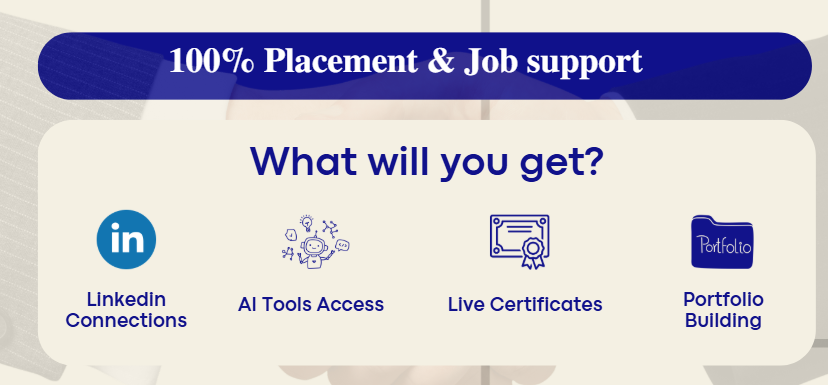 100% Placement & Job support
What will you get?
in
Portfolio
Linkedin
Connections
AI Tools Access
Live Certificates
Portfolio
Building